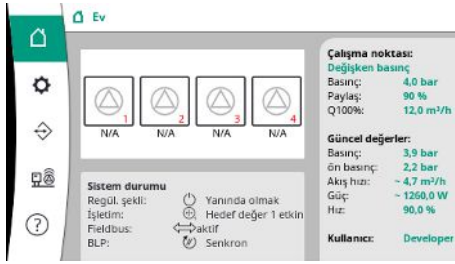 Ev
1
2
3
4
N/A
N/A
N/A
N/A
Sistem durumu
Regül. şekli: Yanında olmak
İşletim: Hedef değer 1 etkin
Fieldbus: aktif
BLP: Senkron
Çalışma noktası:
Değişken basınç
Basınç: 4,0 bar
Paylaş: 90 %
Q100%: 12,0 m³/h
Güncel değerler:
Basınç: 3,9 bar
ön basınç: 2,2 bar
Akış hızı: ~ 4,7 m³/h
Güç: ~ 1260,0 W
Hız: 90,0 %
Kullanıcı: Developer
?